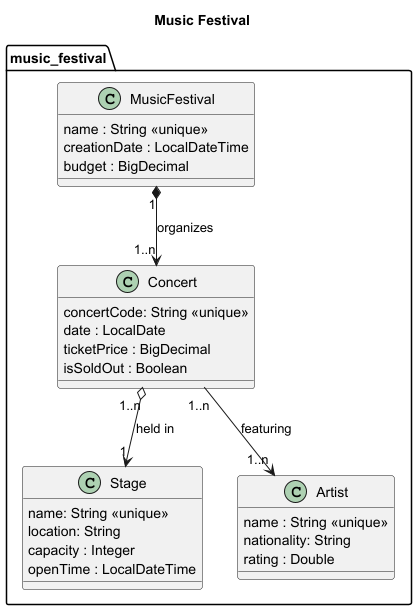 Music Festival
music_festival
C MusicFestival
name : String «unique»
creationDate : LocalDateTime
budget : BigDecimal
1
organizes
1..n
C Concert
concertCode: String «unique»
date : LocalDate
ticketPrice : BigDecimal
isSoldOut : Boolean
1..n
1..n
held in
featuring
1
1..n
C Stage
name: String «unique»
location: String
capacity : Integer
openTime : LocalDateTime
C Artist
name : String «unique»
nationality: String
rating : Double